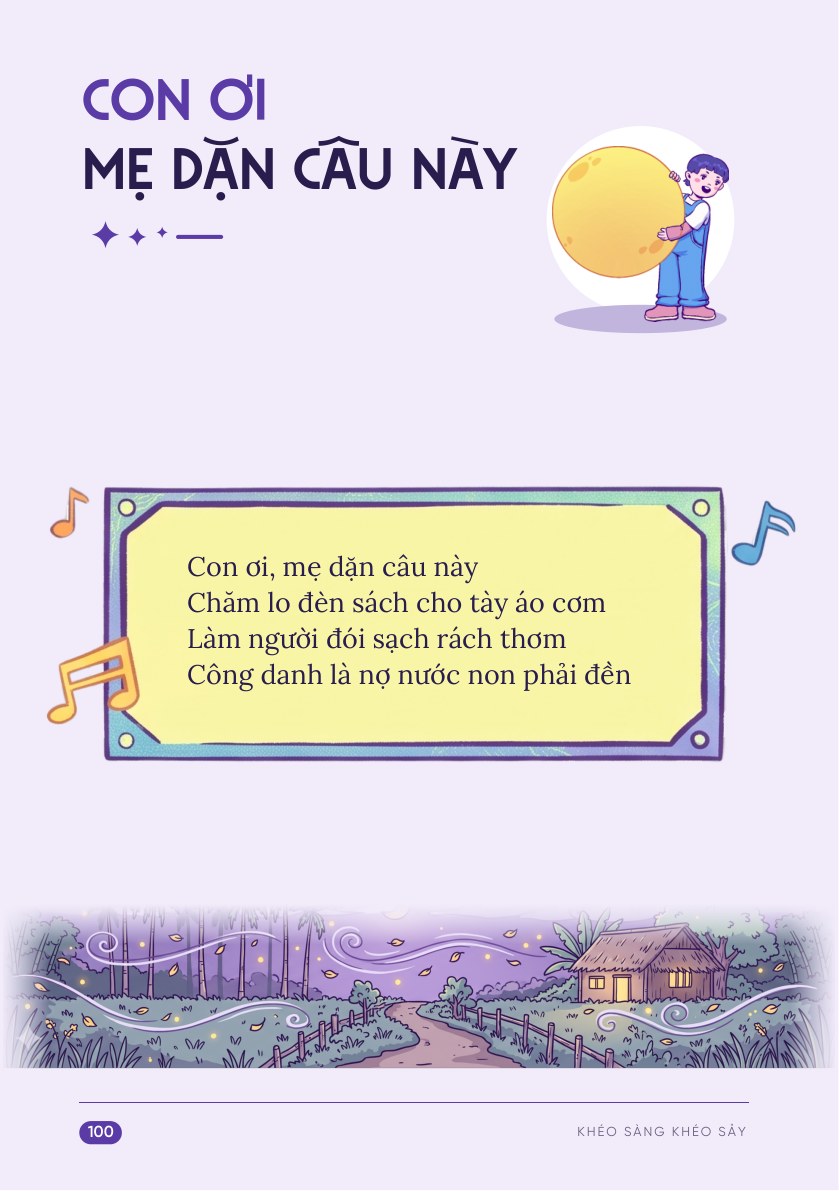 CON ƠI
MẸ DẶN CÂU NÀY
Con ơi, mẹ dặn câu này
Chăm lo đèn sách cho tày áo cơm
Làm người đói sạch rách thơm
Công danh là nợ nước non phải đền
100
KHÉO SÀNG KHÉO SẢY